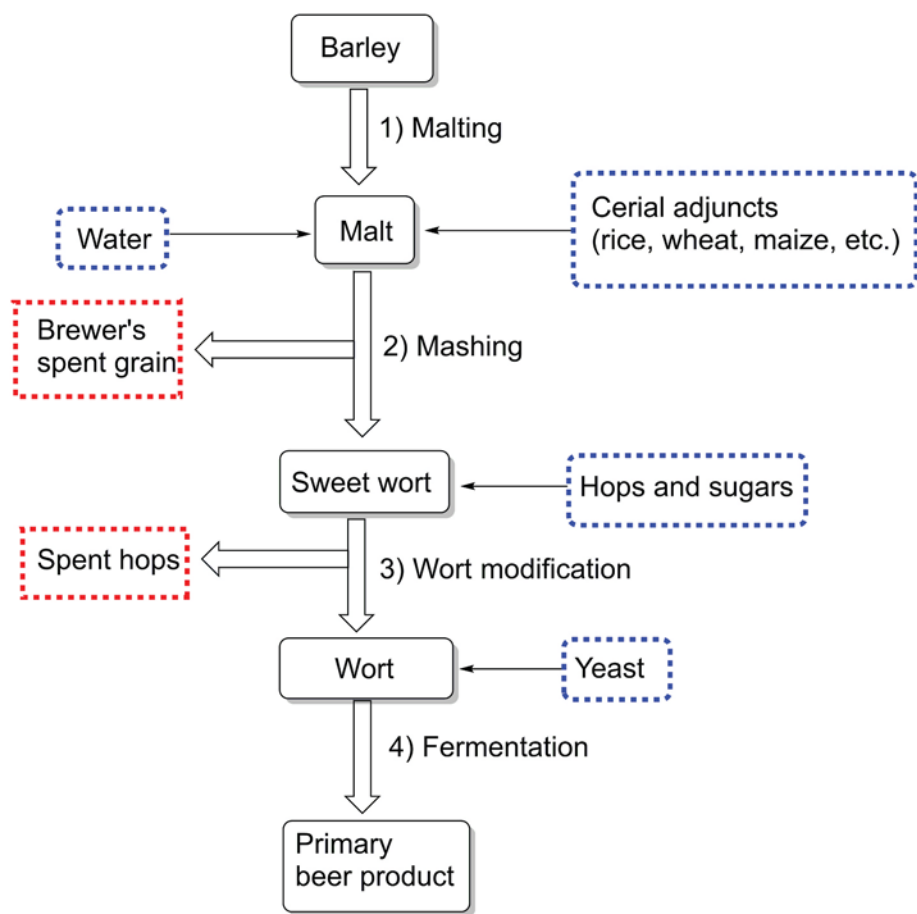 Barley
1) Malting
Water
Malt
Cerial adjuncts
(rice, wheat, maize, etc.)
Brewer's
spent grain
2) Mashing
Sweet wort
Hops and sugars
Spent hops
3) Wort modification
Wort
Yeast
4) Fermentation
Primary
beer product